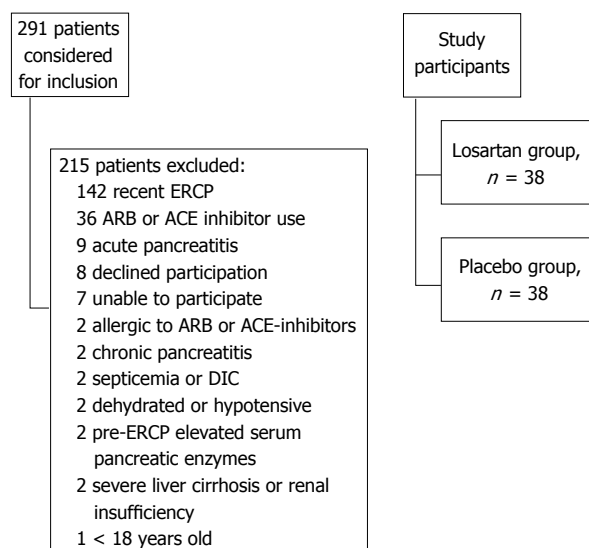 291 patients
considered
for inclusion
215 patients excluded:
142 recent ERCP
36 ARB or ACE inhibitor use
9 acute pancreatitis
8 declined participation
7 unable to participate
2 allergic to ARB or ACE-inhibitors
2 chronic pancreatitis
2 septicemia or DIC
2 dehydrated or hypotensive
2 pre-ERCP elevated serum
pancreatic enzymes
2 severe liver cirrhosis or renal
insufficiency
1 < 18 years old
Study
participants
Losartan group,
n = 38
Placebo group,
n = 38